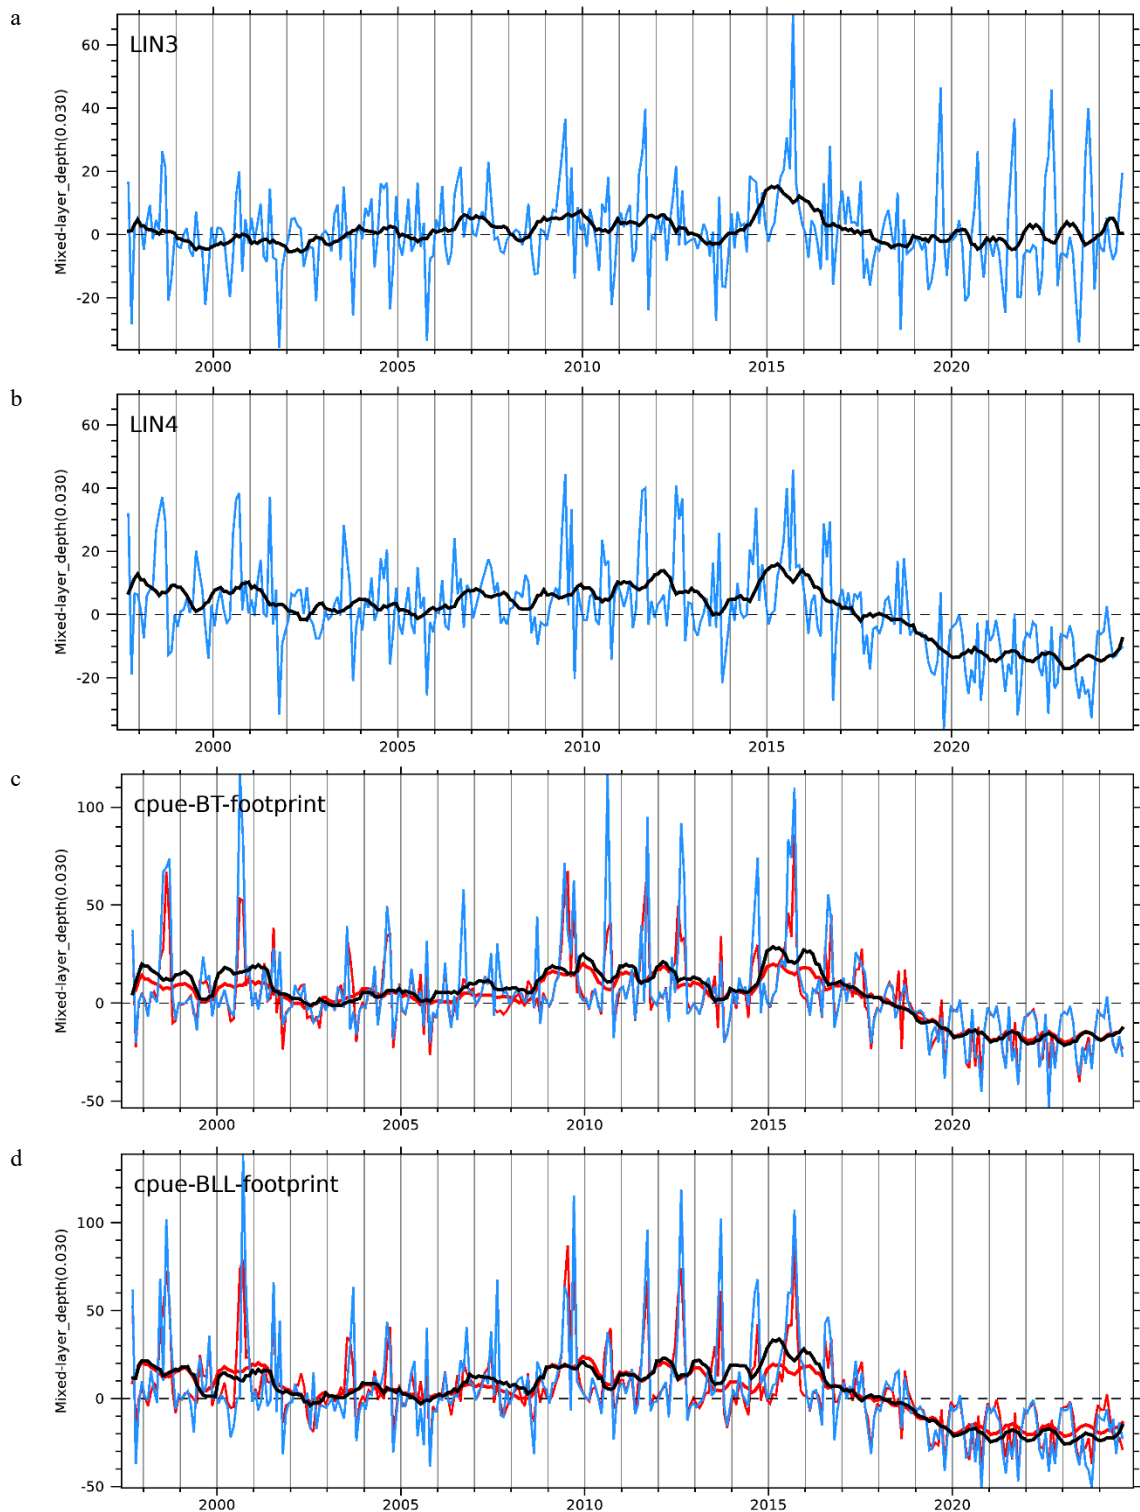 a
LIN3
Mixed-layer_depth(0.030)
60
40
20
0
-20
2000 2005 2010 2015 2020
b
LIN4
Mixed-layer_depth(0.030)
60
40
20
0
-20
2000 2005 2010 2015 2020
c
cpue-BT-footprint
Mixed-layer_depth(0.030)
100
50
0
-50
2000 2005 2010 2015 2020
d
cpue-BLL-footprint
Mixed-layer_depth(0.030)
100
50
0
-50
2000 2005 2010 2015 2020